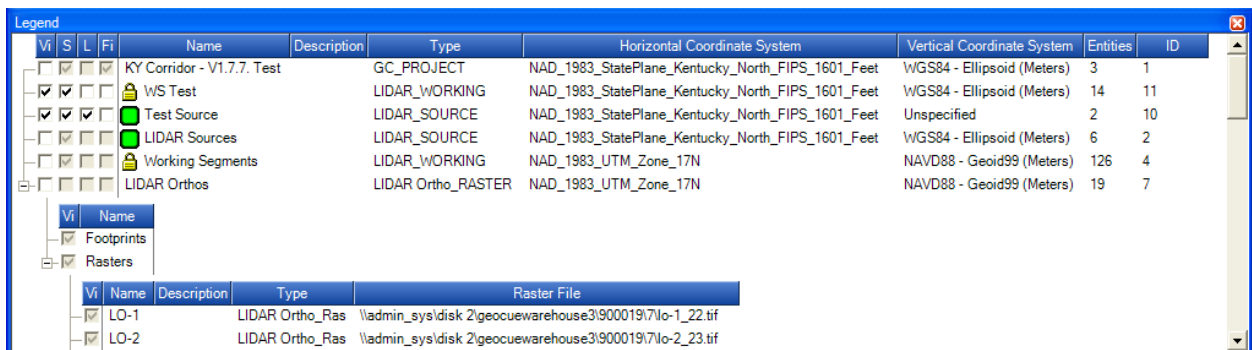 Legend
Vi S L Fi Name Description Type Horizontal Coordinate System Vertical Coordinate System Entities ID
KY Corridor - V1.7.7. Test GC_PROJECT NAD_1983_StatePlane_Kentucky_North_FIPS_1601_Feet WGS84 - Ellipsoid (Meters) 3 1
WS Test LIDAR_WORKING NAD_1983_StatePlane_Kentucky_North_FIPS_1601_Feet WGS84 - Ellipsoid (Meters) 14 11
Test Source LIDAR_SOURCE NAD_1983_StatePlane_Kentucky_North_FIPS_1601_Feet Unspecified 2 10
LIDAR Sources LIDAR_SOURCE NAD_1983_StatePlane_Kentucky_North_FIPS_1601_Feet WGS84 - Ellipsoid (Meters) 6 2
Working Segments LIDAR_WORKING NAD_1983_UTM_Zone_17N NAVD88 - Geoid99 (Meters) 126 4
LIDAR Orthos LIDAR Ortho_RASTER NAD_1983_UTM_Zone_17N NAVD88 - Geoid99 (Meters) 19 7
Vi Name
Footprints
Rasters
Vi Name Description Type Raster File
LO-1 LIDAR Ortho_Ras \\admin_sys\disk 2\geocuewarehouse3\900019\7\lo-1_22.tif
LO-2 LIDAR Ortho_Ras \\admin_sys\disk 2\geocuewarehouse3\900019\7\lo-2_23.tif